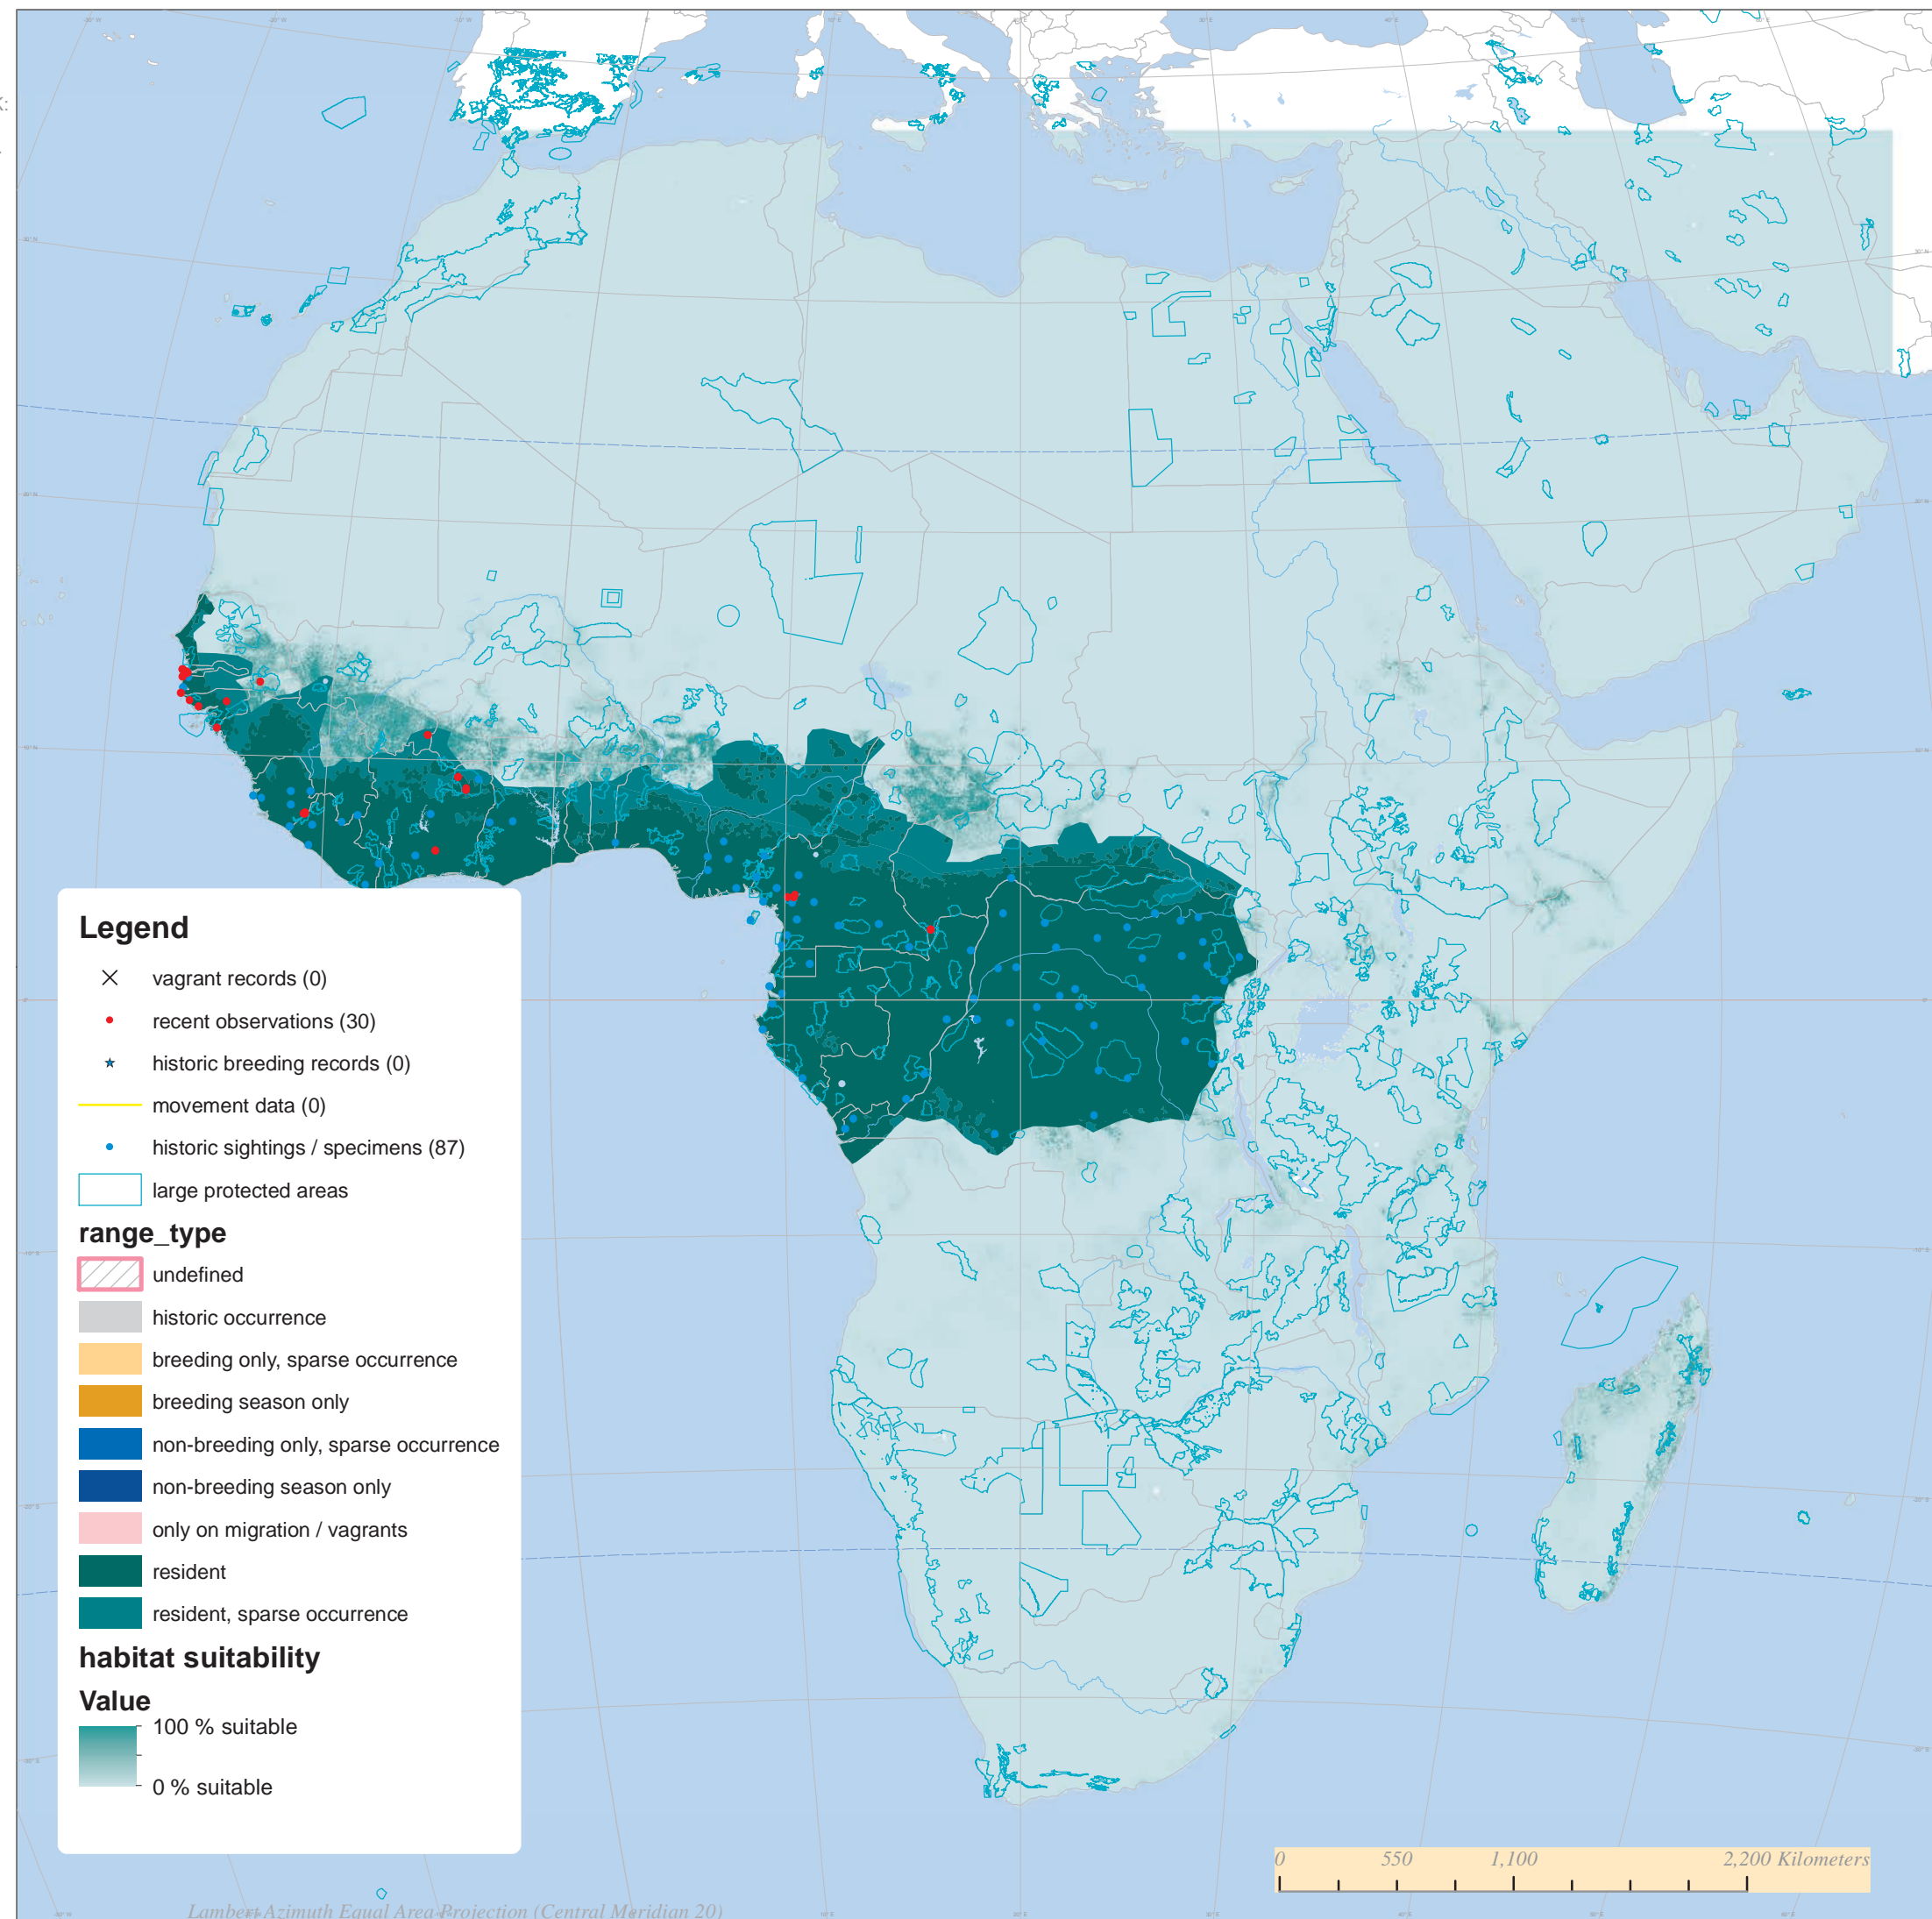 Legend
vagrant records (0)
recent observations (30)
historic breeding records (0)
movement data (0)
historic sightings / specimens (87)
large protected areas
range_type
undefined
historic occurrence
breeding only, sparse occurrence
breeding season only
non-breeding only, sparse occurrence
non-breeding season only
only on migration / vagrants
resident
resident, sparse occurrence
habitat suitability
Value
100 % suitable
0 % suitable
0 550 1,100 2,200 Kilometers
Lambert Azimuth Equal Area Projection (Central Meridian 20)